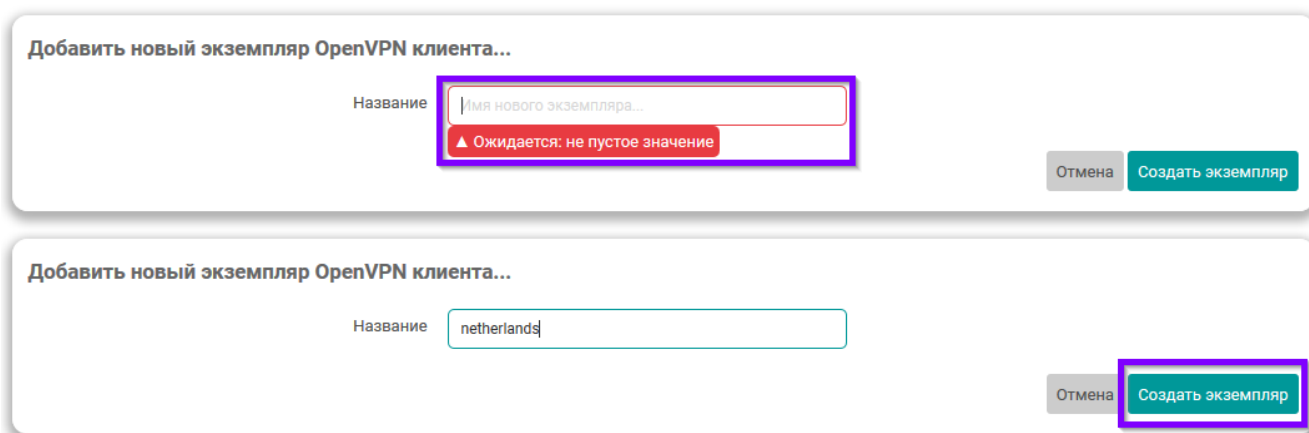 Добавить новый экземпляр OpenVPN клиента...
Название
Имя нового экземпляра...
▲ Ожидается: не пустое значение
Отмена Создать экземпляр
Добавить новый экземпляр OpenVPN клиента...
Название netherlands
Отмена Создать экземпляр